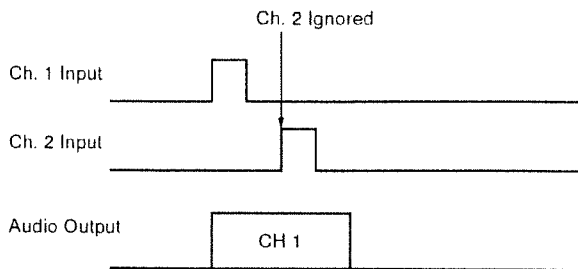 Ch. 2 Ignored
Ch. 1 Input
Ch. 2 Input
Audio Output
CH 1